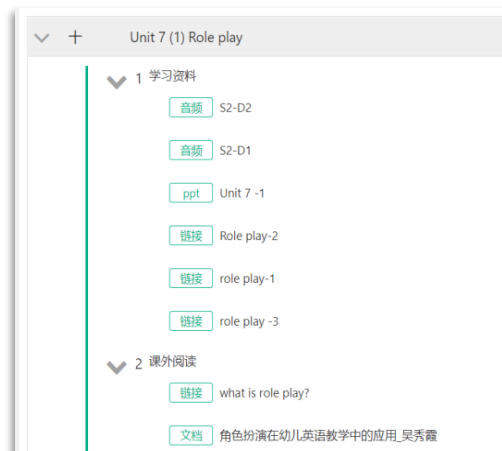 Unit 7 (1) Role play
1 学习资料
音频 S2-D2
音频 S2-D1
ppt Unit 7 -1
链接 Role play-2
链接 role play-1
链接 role play -3
2 课外阅读
链接 what is role play?
文档 角色扮演在幼儿英语教学中的应用_吴秀霞